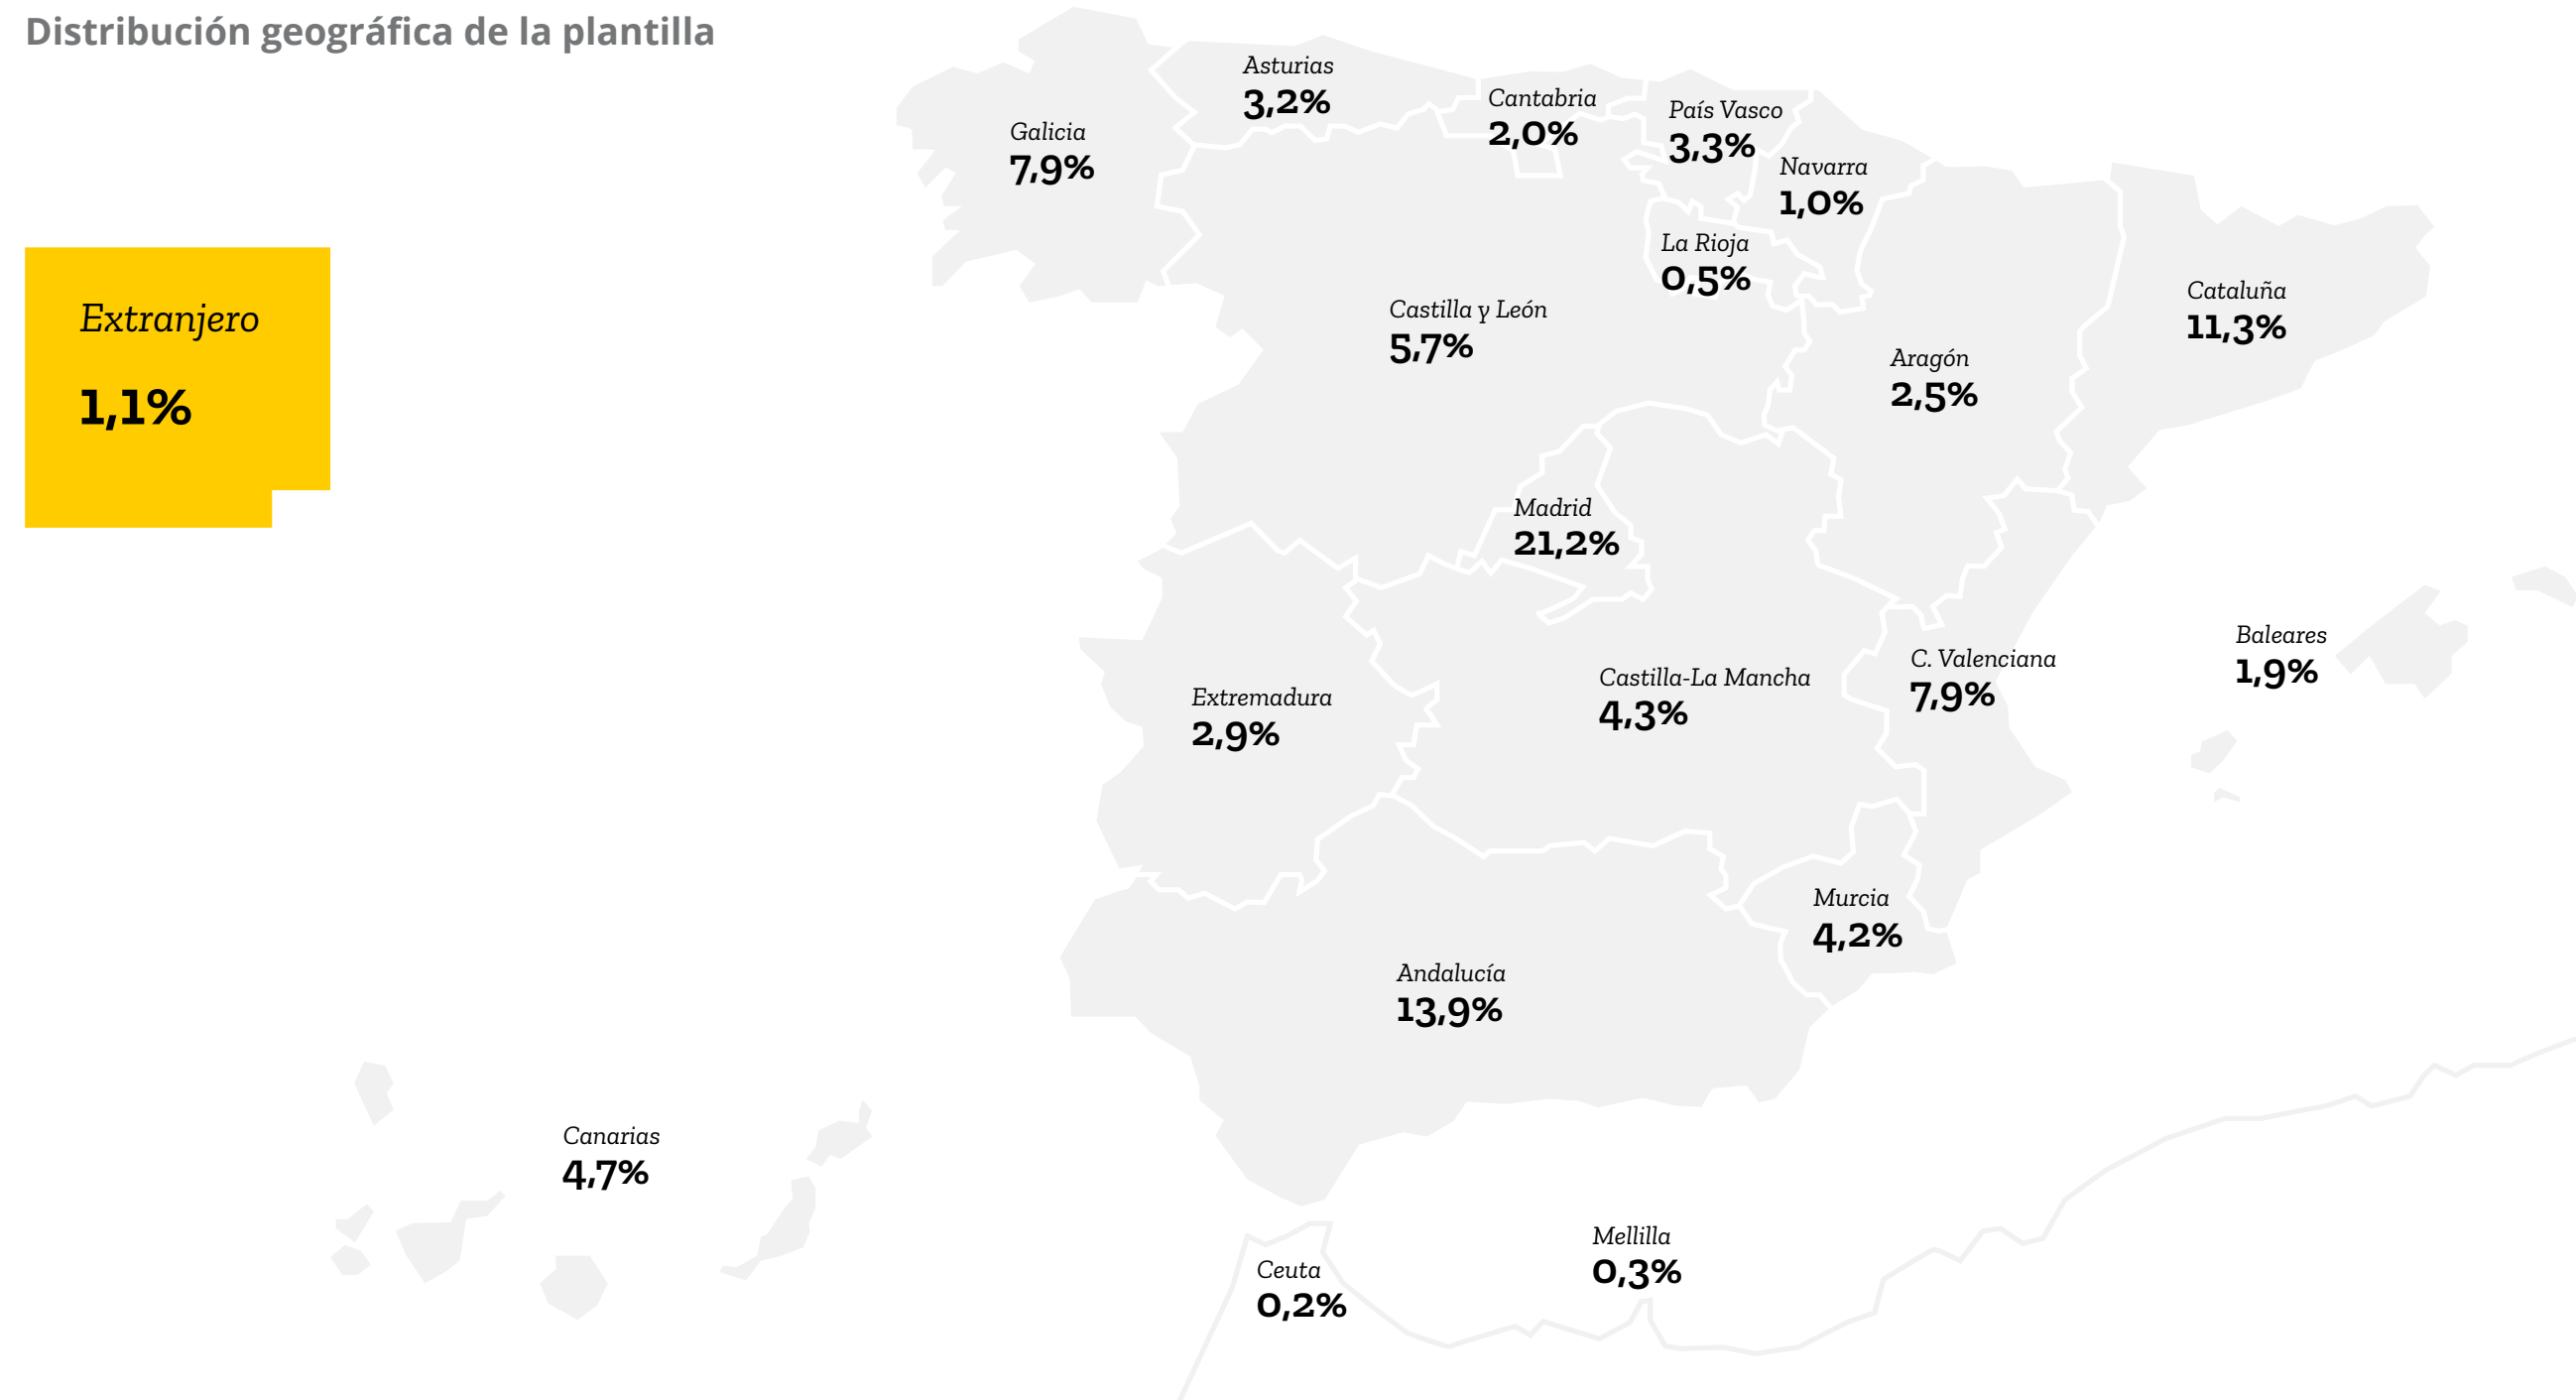 Distribución geográfica de la plantilla
Asturias
3,2%
Cantabria
2,0%
País Vasco
3,3%
Galicia
7,9%
Navarra
1,0%
La Rioja
0,5%
Extranjero
1,1%
Castilla y León
5,7%
Cataluña
11,3%
Aragón
2,5%
Madrid
21,2%
Baleares
1,9%
C. Valenciana
7,9%
Castilla-La Mancha
4,3%
Extremadura
2,9%
Murcia
4,2%
Andalucía
13,9%
Canarias
4,7%
Mellilla
0,3%
Ceuta
0,2%